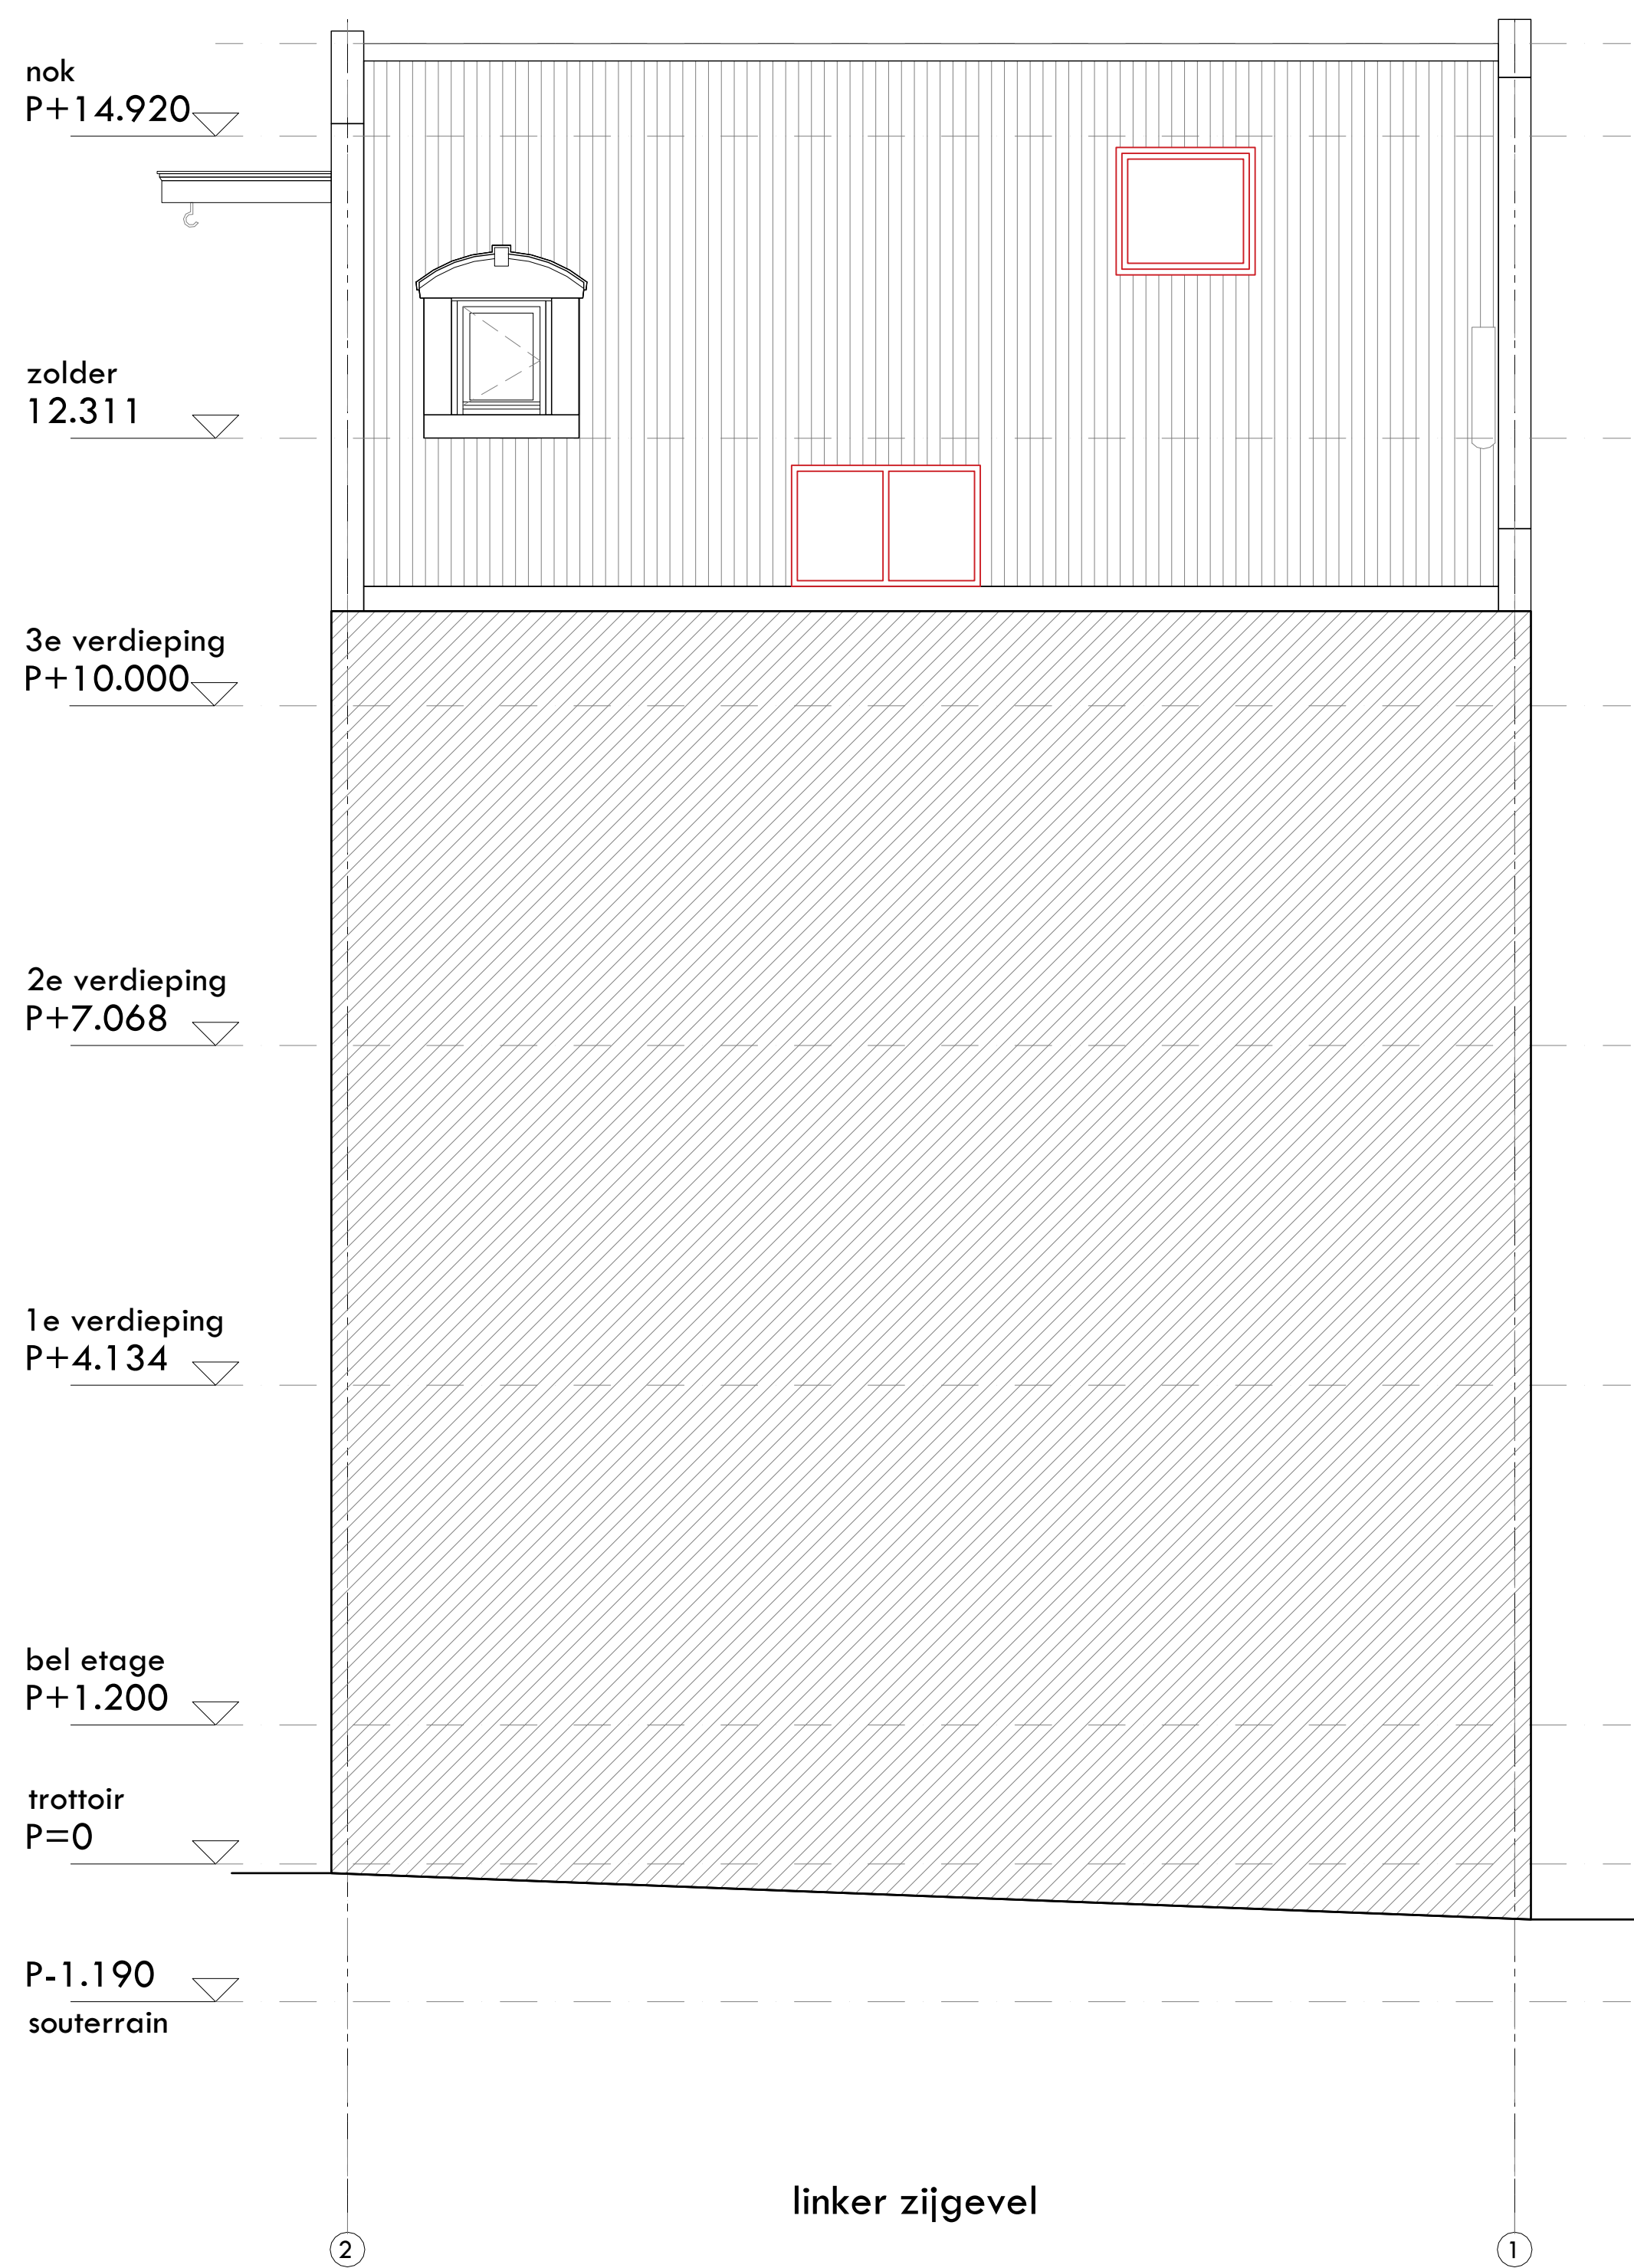 nok
P+14.920
zolder
12.311
3e verdieping
P+10.000
2e verdieping
P+7.068
1e verdieping
P+4.134
bel etage
P+1.200
trottoir
P=0
P-1.190
souterrain
linker zijgevel
2
1